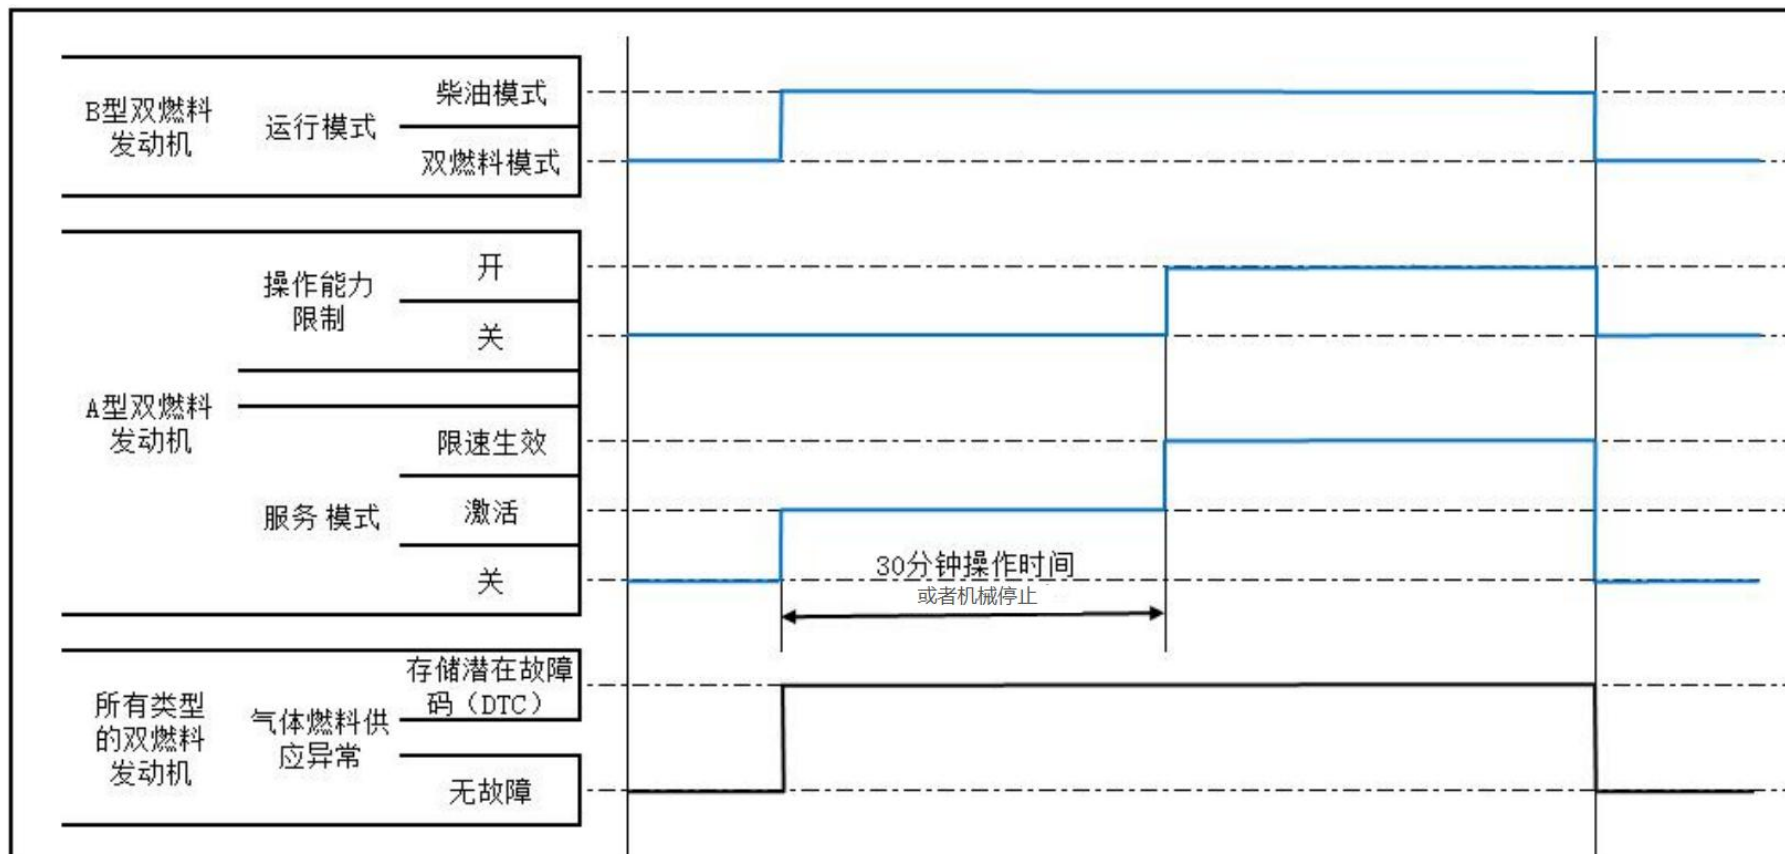 B型双燃料
发动机
运行模式
柴油模式
双燃料模式
A型双燃料
发动机
操作能力
限制
开
关
服务 模式
限速生效
激活
关
30分钟操作时间
或者机械停止
所有类型
的双燃料
发动机
气体燃料供
应异常
存储潜在故障
码（DTC）
无故障